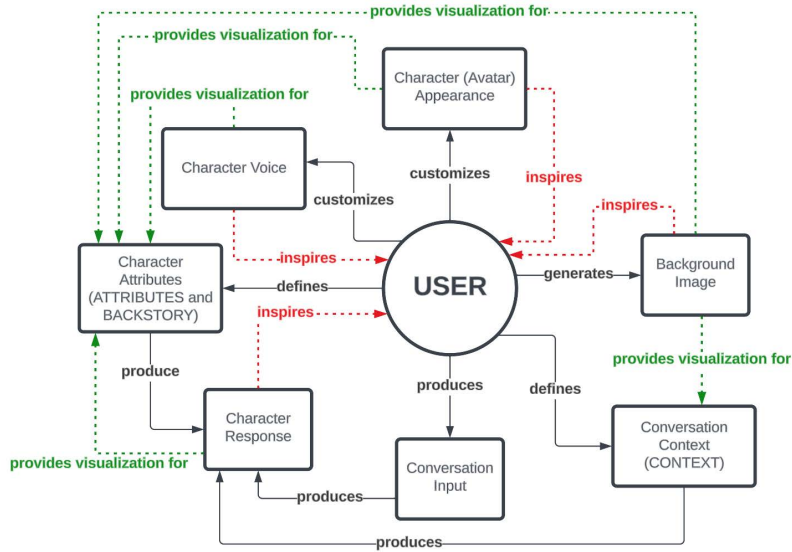 provides visualization for
provides visualization for
Character (Avatar)
Appearance
provides visualization for
Character Voice
customizes
inspires
customizes
inspires
Character
Attributes
(ATTRIBUTES and
BACKSTORY)
inspires
defines
USER
generates
Background
Image
inspires
produce
produces
defines
provides visualization for
Character
Response
Conversation
Context
(CONTEXT)
provides visualization for
Conversation
Input
produces
produces